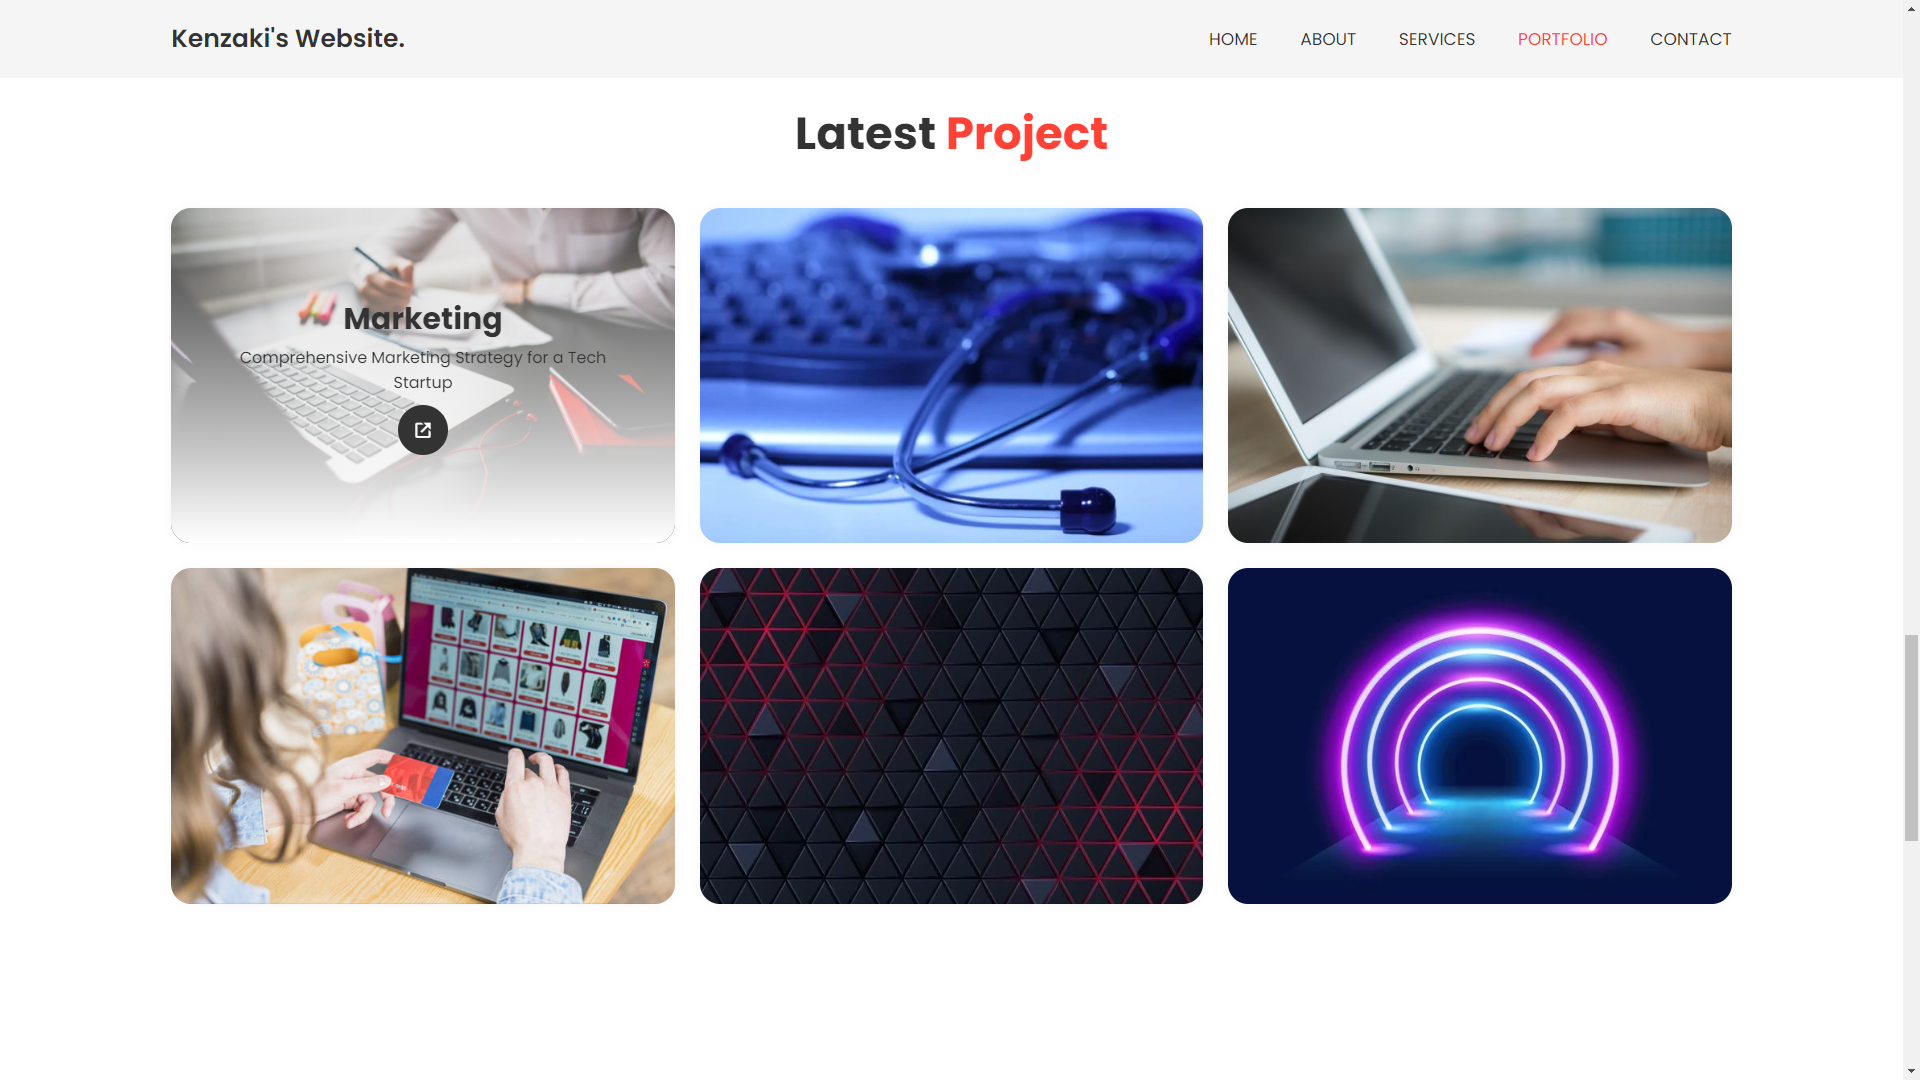 Kenzaki's Website.
HOME ABOUT SERVICES PORTFOLIO CONTACT
Latest Project
Marketing
Comprehensive Marketing Strategy for a Tech
Startup